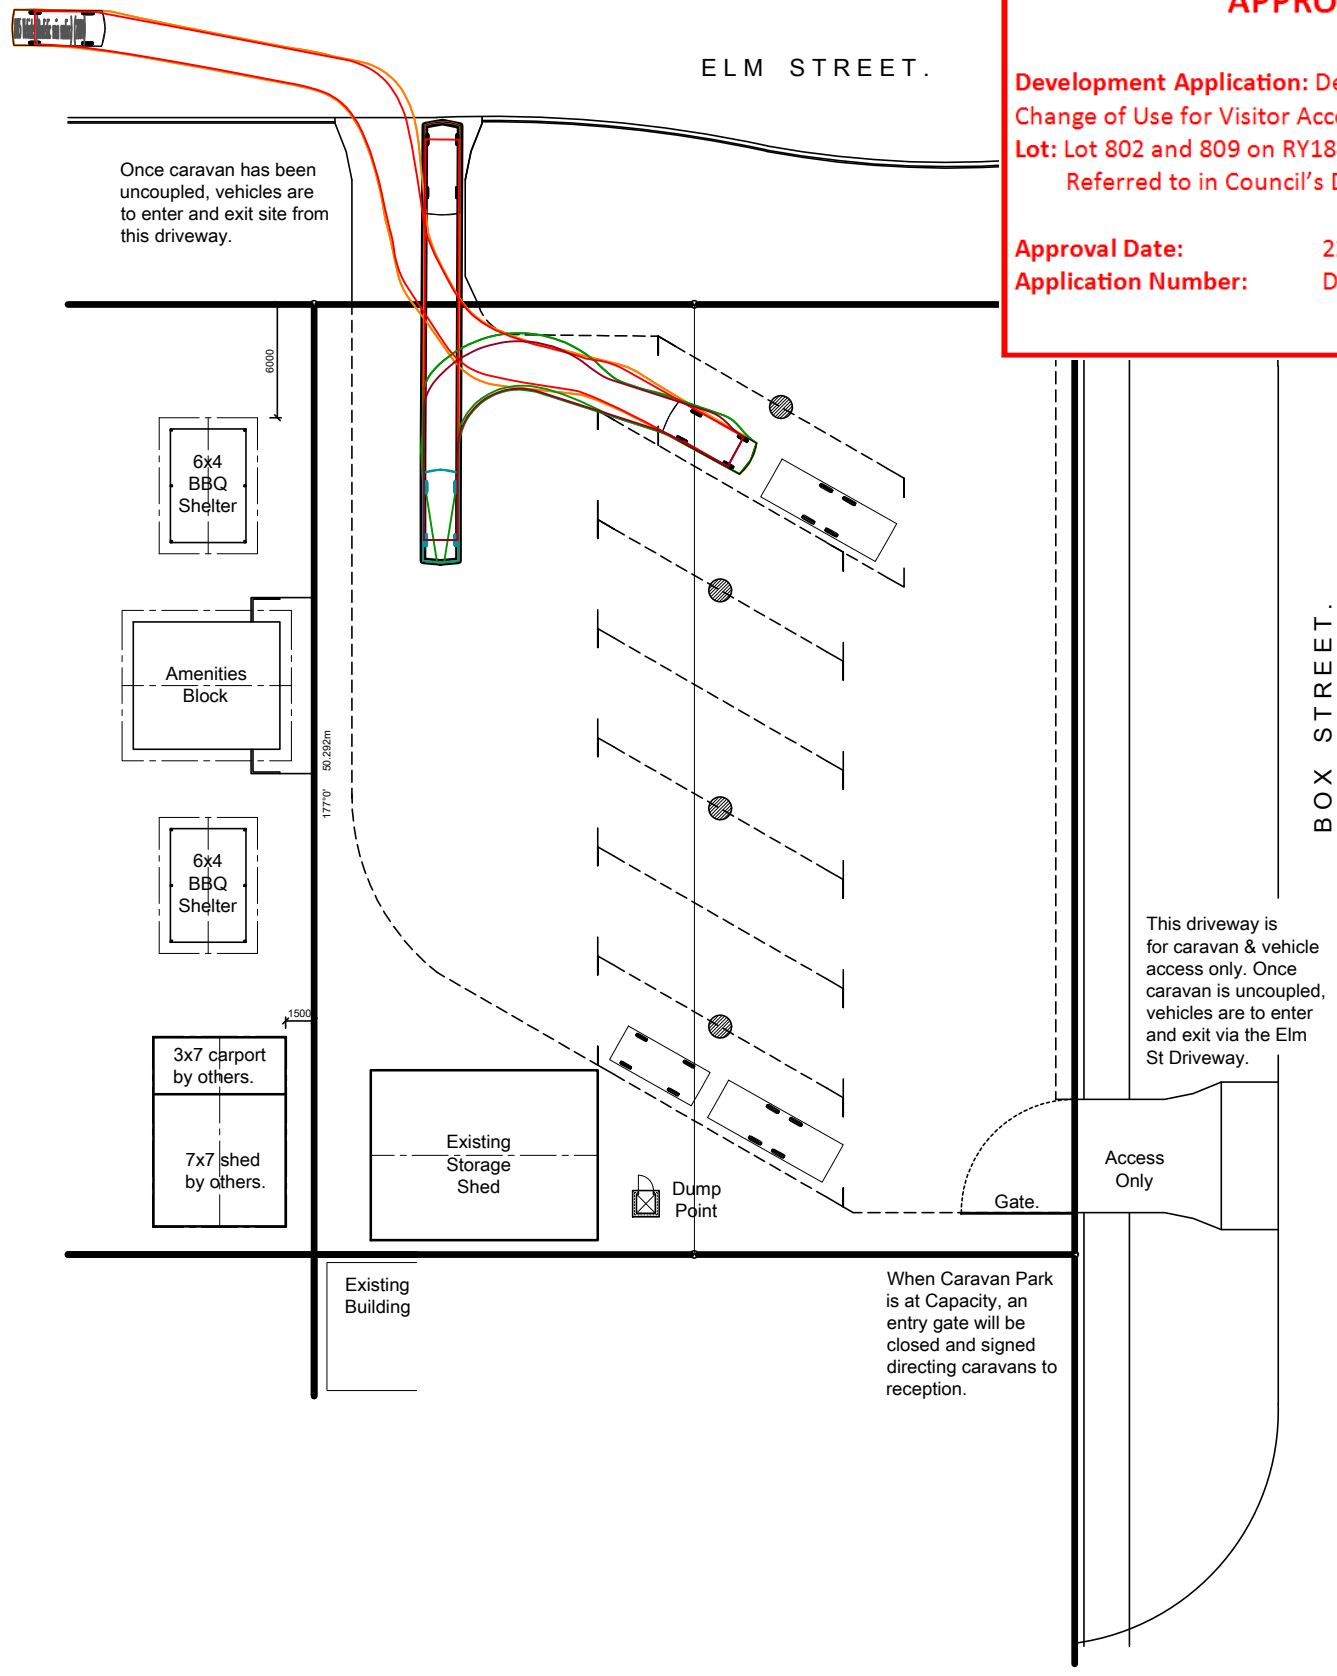 APPRO
ELM STREET.
Development Application: De
Change of Use for Visitor Acco
Lot: Lot 802 and 809 on RY18
Referred to in Council's D
Approval Date: 2
Application Number: D
Once caravan has been
uncoupled, vehicles are
to enter and exit site from
this driveway.
6000
6x4
BBQ
Shelter
Amenities
Block
177°0' 50.292m
BOX STREET.
6x4
BBQ
Shelter
This driveway is
for caravan & vehicle
access only. Once
caravan is uncoupled,
vehicles are to enter
and exit via the Elm
St Driveway.
1500
3x7 carport
by others.
7x7 shed
by others.
Existing
Storage
Shed
Dump
Point
Gate.
Access
Only
Existing
Building
When Caravan Park
is at Capacity, an
entry gate will be
closed and signed
directing caravans to
reception.